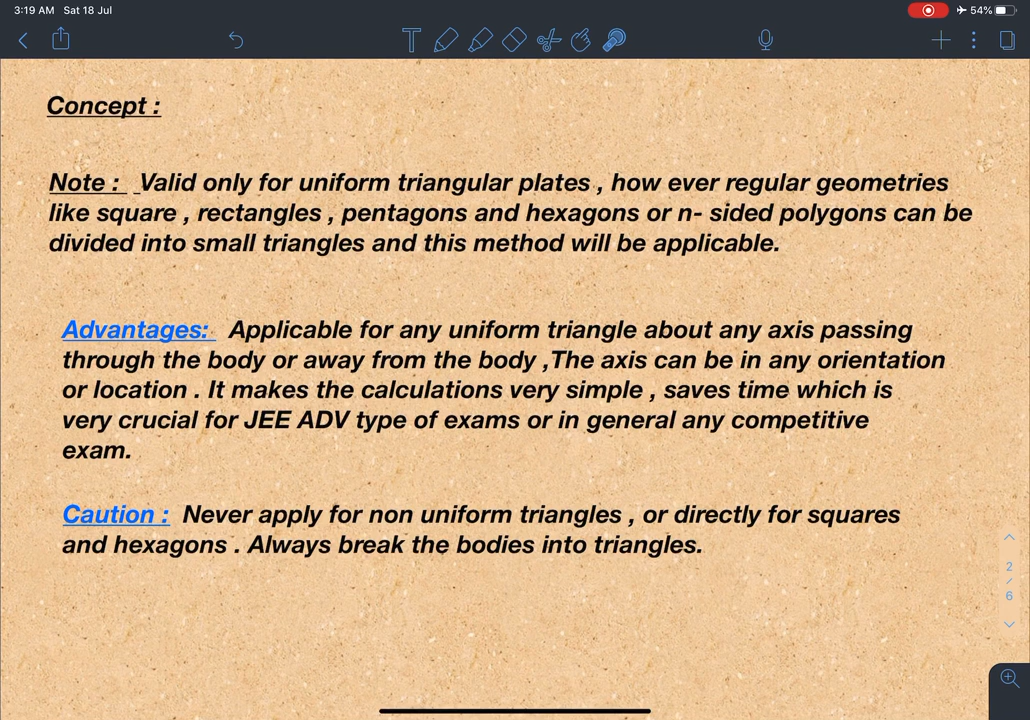 3:19 AM Sat 18 Jul
54%
Concept :
Note : Valid only for uniform triangular plates , how ever regular geometries
like square , rectangles , pentagons and hexagons or n- sided polygons can be
divided into small triangles and this method will be applicable.
Advantages: Applicable for any uniform triangle about any axis passing
through the body or away from the body ,The axis can be in any orientation
or location . It makes the calculations very simple , saves time which is
very crucial for JEE ADV type of exams or in general any competitive
exam.
Caution : Never apply for non uniform triangles , or directly for squares
and hexagons . Always break the bodies into triangles.
2
/
6